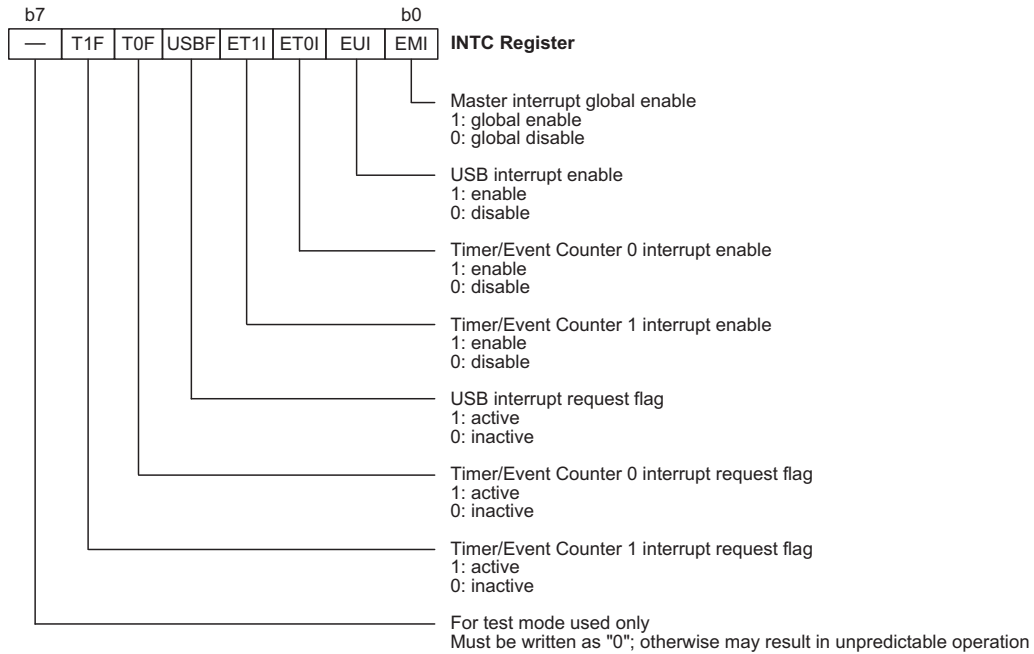 b7 b0
— T1F T0F USBF ET1I ET0I EUI EMI INTC Register
Master interrupt global enable
1: global enable
0: global disable
USB interrupt enable
1: enable
0: disable
Timer/Event Counter 0 interrupt enable
1: enable
0: disable
Timer/Event Counter 1 interrupt enable
1: enable
0: disable
USB interrupt request flag
1: active
0: inactive
Timer/Event Counter 0 interrupt request flag
1: active
0: inactive
Timer/Event Counter 1 interrupt request flag
1: active
0: inactive
For test mode used only
Must be written as "0"; otherwise may result in unpredictable operation